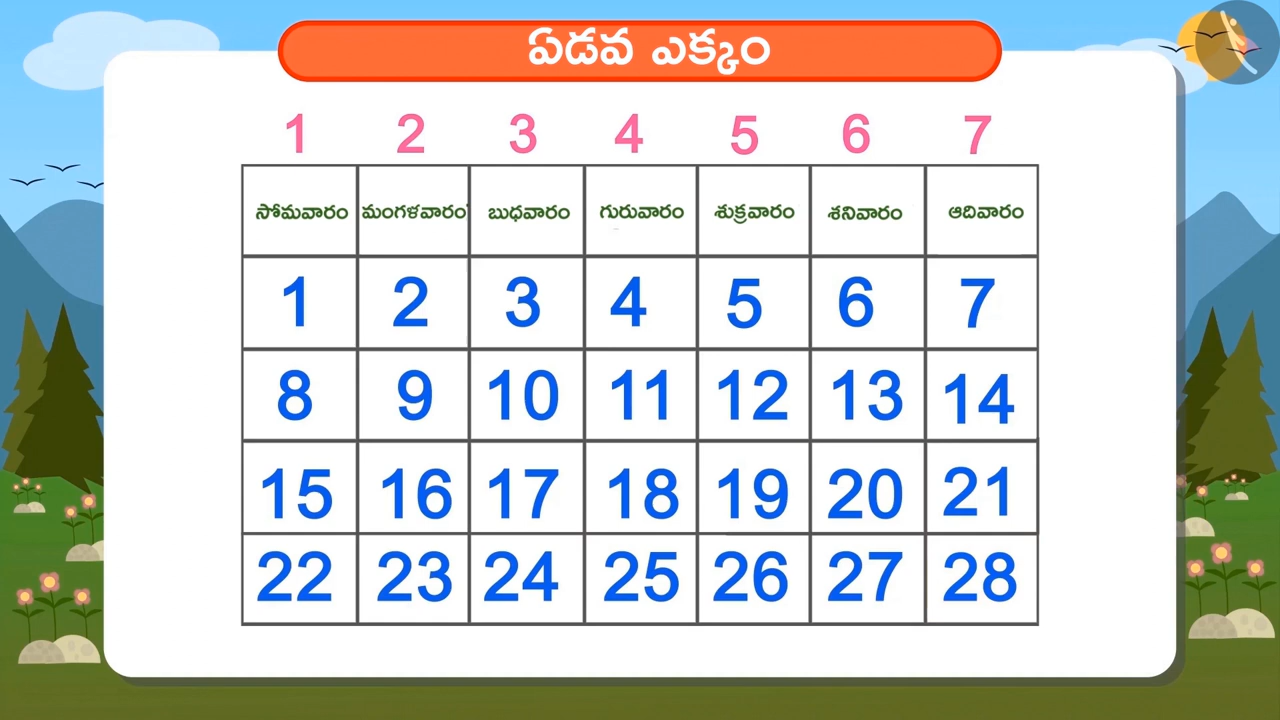 ఏడవ ఎక్కం
1 2 3 4 5 6 7
సోమవారం మంగళవారం బుధవారం గురువారం శుక్రవారం శనివారం ఆదివారం
1 2 3 4 5 6 7
8 9 10 11 12 13 14
15 16 17 18 19 20 21
22 23 24 25 26 27 28